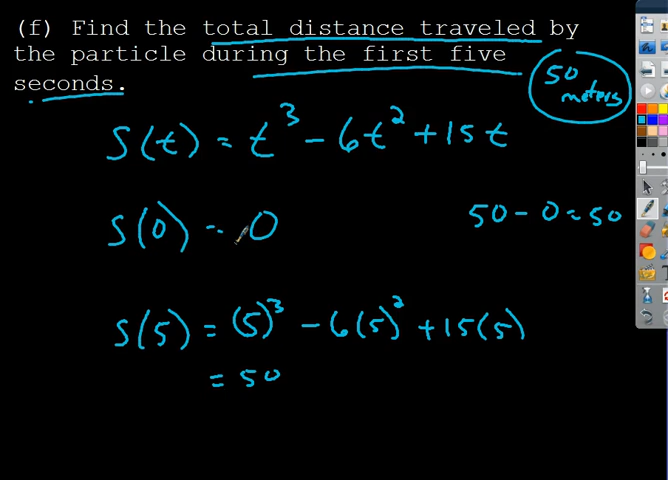 (f) Find the total distance traveled by
the particle during the first five
seconds.
50
meters
S(t) = t³ - 6t² + 15t
S(0) = 0
50 - 0 = 50
S(5) = (5)³ - 6(5)² + 15(5)
= 50